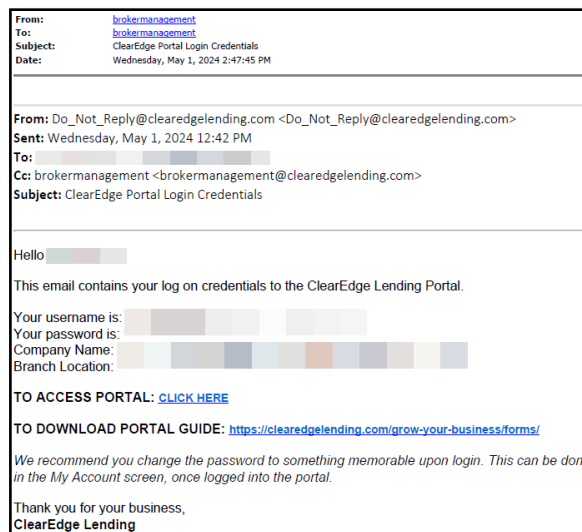 From: brokermanagement
To: brokermanagement
Subject: ClearEdge Portal Login Credentials
Date: Wednesday, May 1, 2024 2:47:45 PM
From: Do_Not_Reply@clearedgelending.com <Do_Not_Reply@clearedgelending.com>
Sent: Wednesday, May 1, 2024 12:42 PM
To:
Cc: brokermanagement <brokermanagement@clearedgelending.com>
Subject: ClearEdge Portal Login Credentials
Hello
This email contains your log on credentials to the ClearEdge Lending Portal.
Your username is:
Your password is:
Company Name:
Branch Location:
TO ACCESS PORTAL: CLICK HERE
TO DOWNLOAD PORTAL GUIDE: https://clearedgelending.com/grow-your-business/forms/
We recommend you change the password to something memorable upon login. This can be don
in the My Account screen, once logged into the portal.
Thank you for your business,
ClearEdge Lending